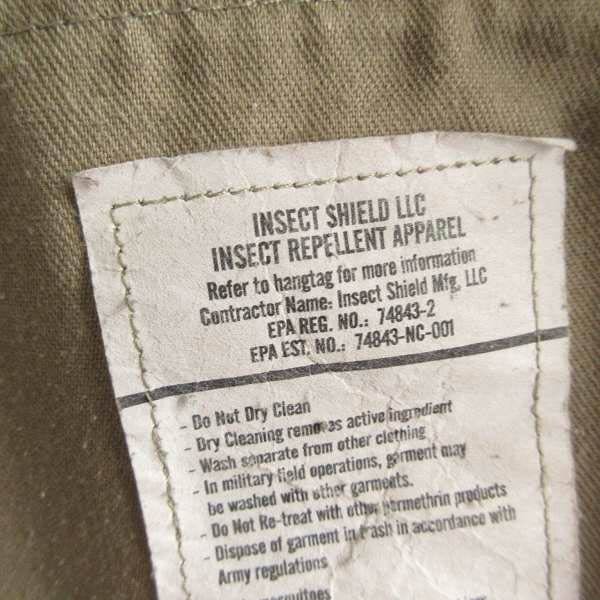 INSECT SHIELD LLC
INSECT REPELLENT APPAREL
Refer to hangtag for more information
Contractor Name: Insect Shield Mfg, LLC
EPA REG. NO.: 74843-2
EPA EST. NO.: 74843-NC-001
- Do Not Dry Clean
- Dry Cleaning removes active ingredient
- Wash separate from other clothing
- In military field operations, garment may
be washed with other garments.
- Do Not Re-treat with other permethrin products
- Dispose of garment in trash in accordance with
Army regulations
mosquitoes